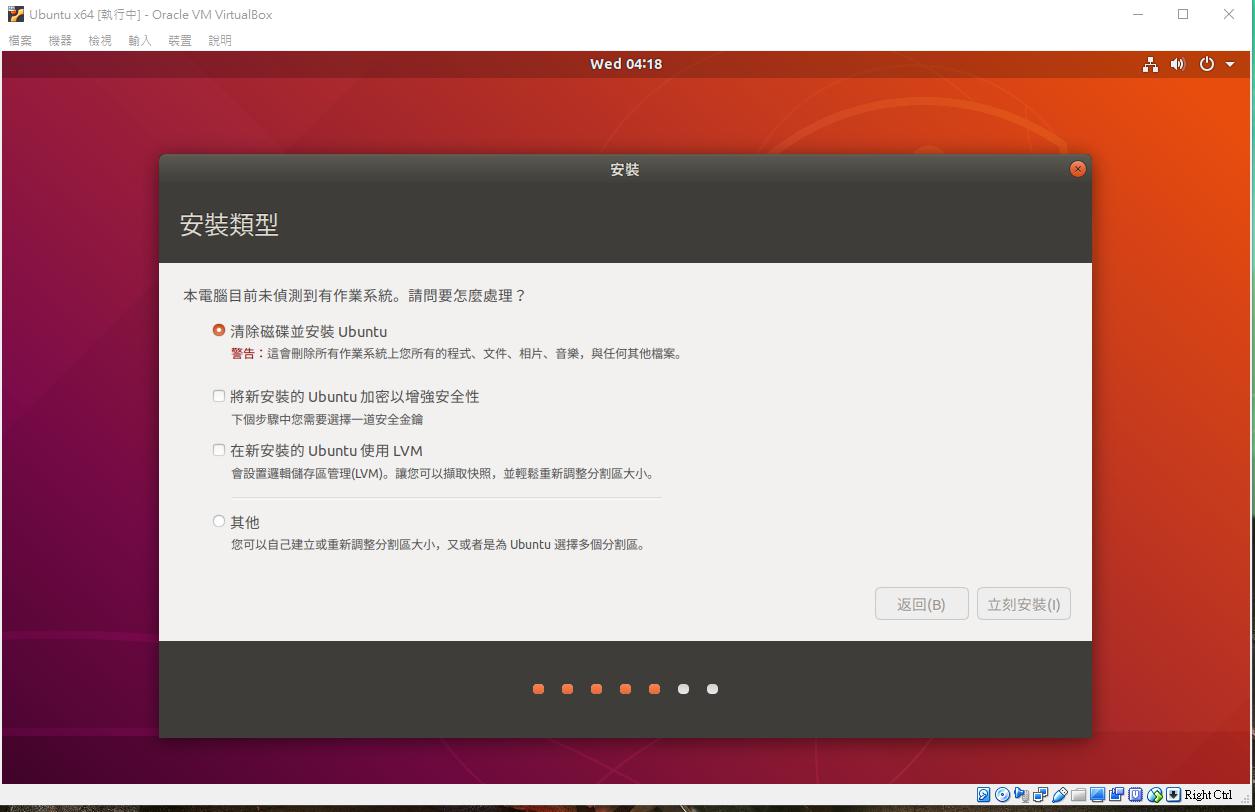 Ubuntu x64 [執行中] - Oracle VM VirtualBox
檔案 機器 檢視 輸入 裝置 說明
Wed 04:18
安裝
安裝類型
本電腦目前未偵測到有作業系統。請問要怎麼處理？
清除磁碟並安裝 Ubuntu
警告：這會刪除所有作業系統上您所有的程式、文件、相片、音樂，與任何其他檔案。
將新安裝的 Ubuntu 加密以增強安全性
下個步驟中您需要選擇一道安全金鑰
在新安裝的 Ubuntu 使用 LVM
會設置邏輯儲存區管理(LVM)。讓您可以擷取快照，並輕鬆重新調整分割區大小。
其他
您可以自己建立或重新調整分割區大小，又或者是為 Ubuntu 選擇多個分割區。
返回(B) 立刻安裝(I)
Right Ctrl